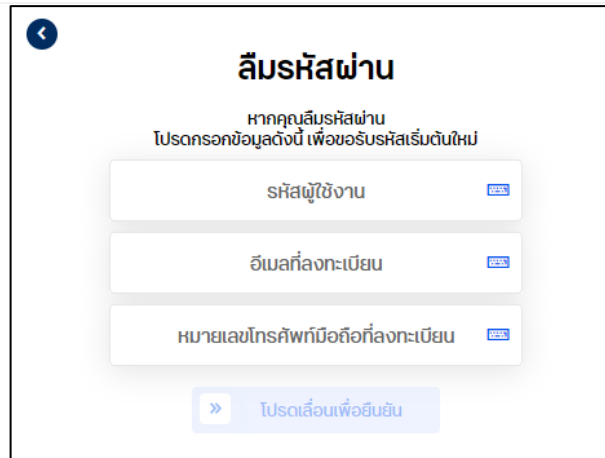 ลืมรหัสผ่าน
หากคุณลืมรหัสผ่าน
โปรดกรอกข้อมูลดังนี้ เพื่อขอรับรหัสเริ่มต้นใหม่
รหัสผู้ใช้งาน
อีเมลที่ลงทะเบียน
หมายเลขโทรศัพท์มือถือที่ลงทะเบียน
โปรดเลื่อนเพื่อยืนยัน